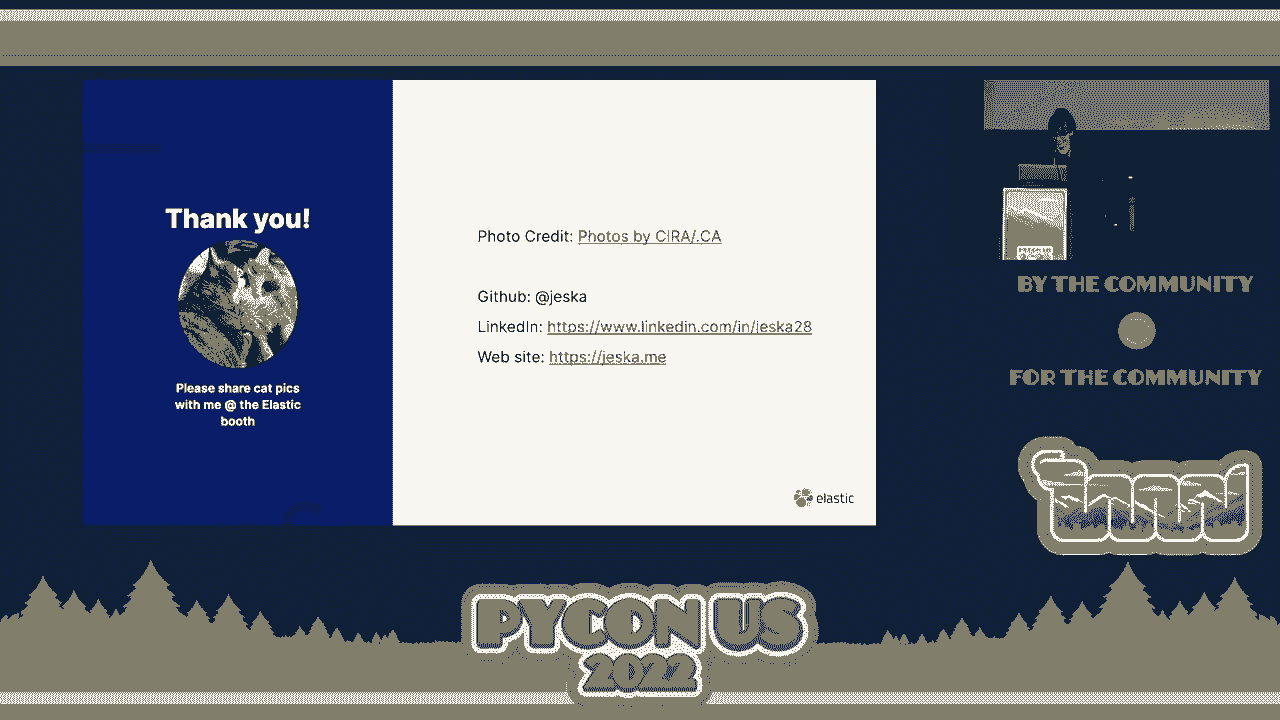 Thank you!
Please share cat pics
with me @ the Elastic
booth
Photo Credit: Photos by CIRA/.CA
Github: @jeska
LinkedIn: https://www.linkedin.com/in/jeska28
Web site: https://jeska.me
elastic
BY THE COMMUNITY
FOR THE COMMUNITY
PYCON US
2022